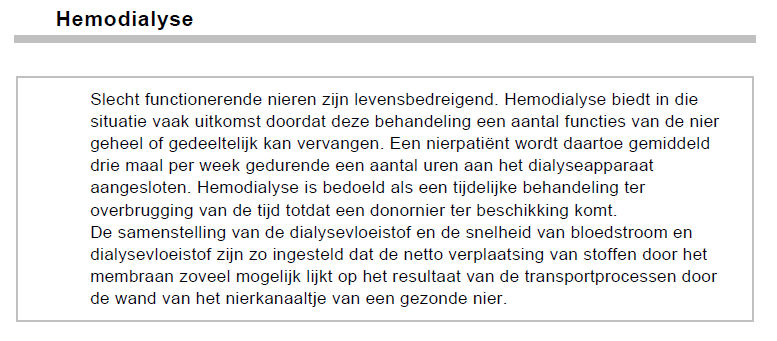 Hemodialyse
Slecht functionerende nieren zijn levensbedreigend. Hemodialyse biedt in die
situatie vaak uitkomst doordat deze behandeling een aantal functies van de nier
geheel of gedeeltelijk kan vervangen. Een nierpatiënt wordt daartoe gemiddeld
drie maal per week gedurende een aantal uren aan het dialyseapparaat
aangesloten. Hemodialyse is bedoeld als een tijdelijke behandeling ter
overbrugging van de tijd totdat een donornier ter beschikking komt.
De samenstelling van de dialysevloeistof en de snelheid van bloedstroom en
dialysevloeistof zijn zo ingesteld dat de netto verplaatsing van stoffen door het
membraan zoveel mogelijk lijkt op het resultaat van de transportprocessen door
de wand van het nierkanaaltje van een gezonde nier.